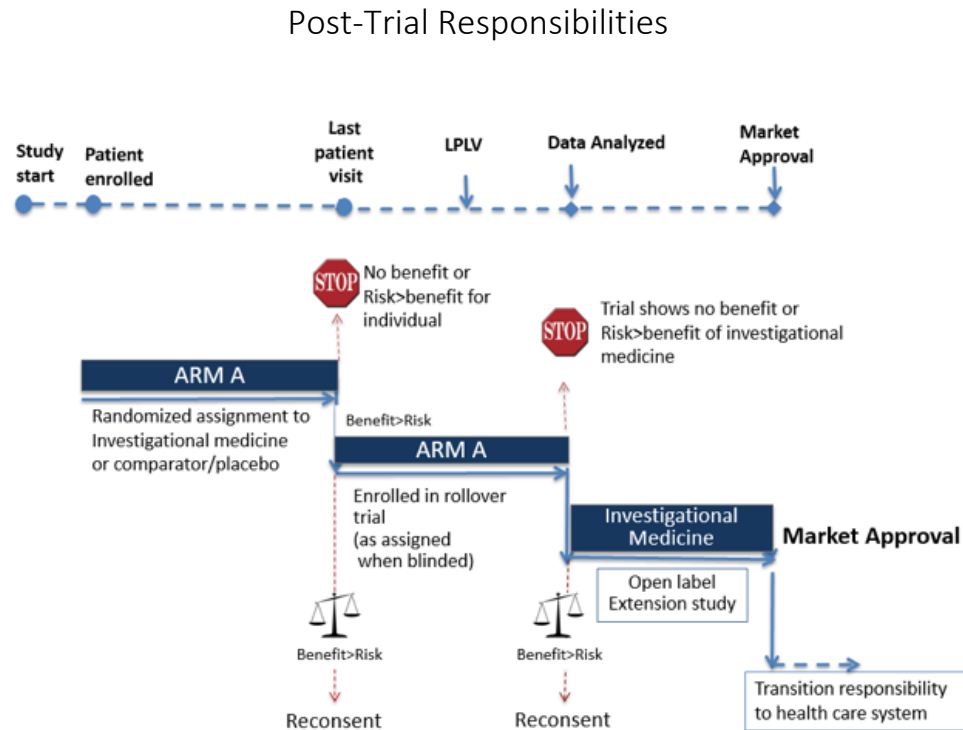 Post-Trial Responsibilities
Study
start
Patient
enrolled
Last
patient
visit
LPLV
Data Analyzed
Market
Approval
STOP
No benefit or
Risk>benefit for
individual
STOP
Trial shows no benefit or
Risk>benefit of investigational
medicine
ARM A
Randomized assignment to
Investigational medicine
or comparator/placebo
Benefit>Risk
ARM A
Enrolled in rollover
trial
(as assigned
when blinded)
Investigational
Medicine
Market Approval
Open label
Extension study
Benefit>Risk
Reconsent
Benefit>Risk
Reconsent
Transition responsibility
to health care system